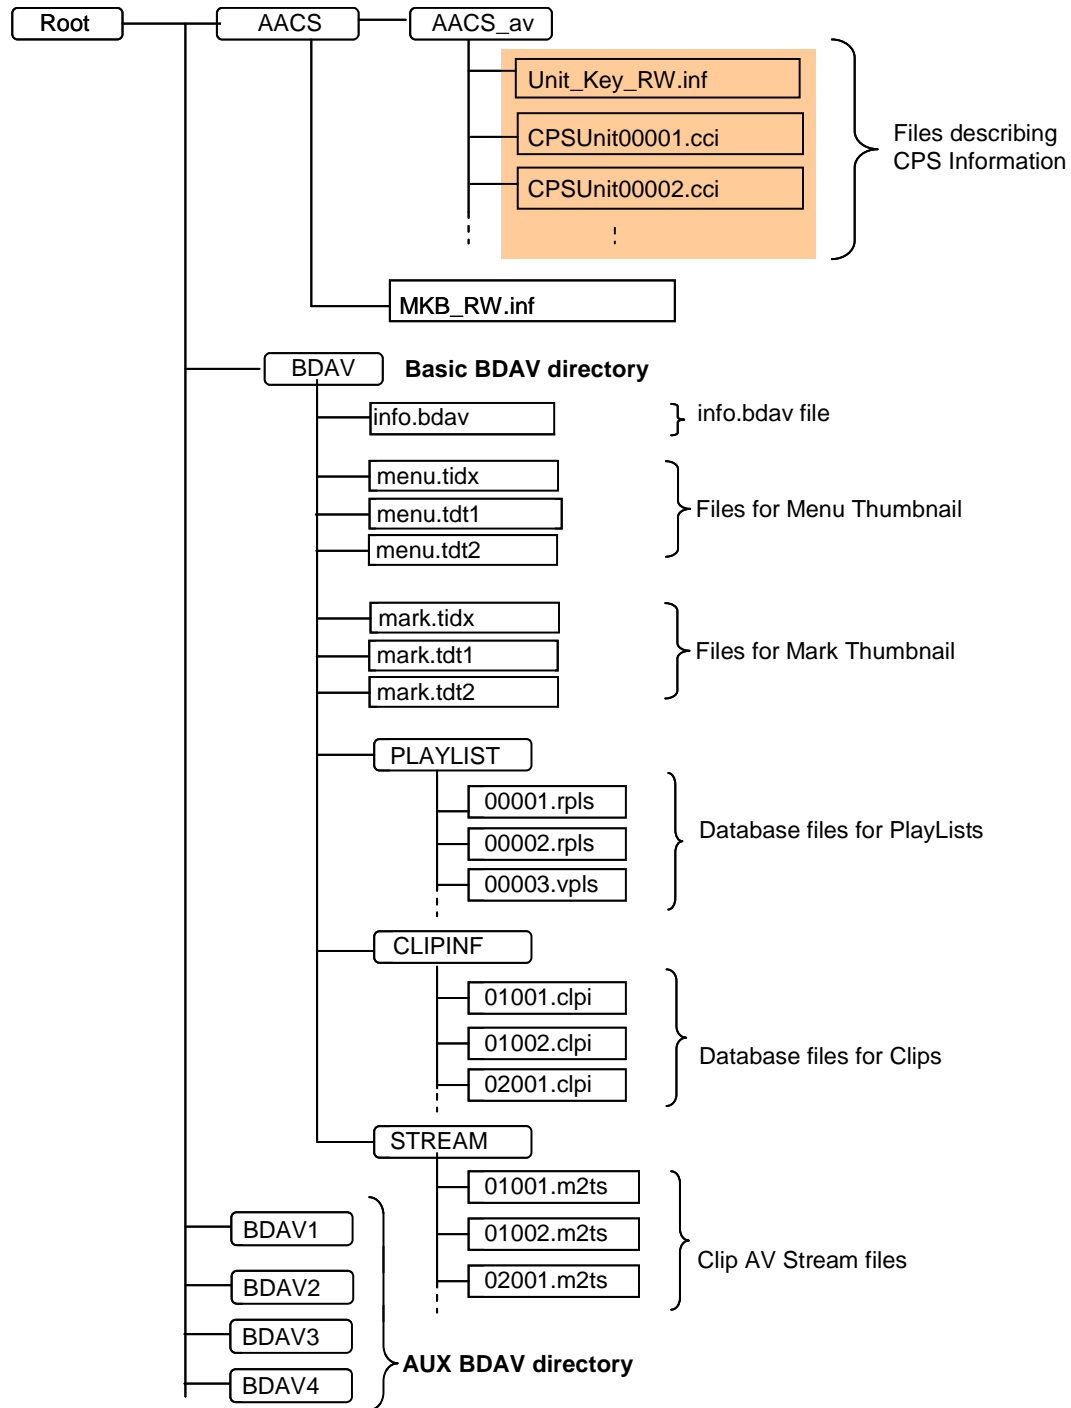 Root
AACS
AACS_av
Unit_Key_RW.inf
CPSUnit00001.cci
CPSUnit00002.cci
Files describing
CPS Information
MKB_RW.inf
BDAV
Basic BDAV directory
info.bdav
info.bdav file
menu.tidx
menu.tdt1
menu.tdt2
Files for Menu Thumbnail
mark.tidx
mark.tdt1
mark.tdt2
Files for Mark Thumbnail
PLAYLIST
00001.rpls
00002.rpls
00003.vpls
Database files for PlayLists
CLIPINF
01001.clpi
01002.clpi
02001.clpi
Database files for Clips
STREAM
01001.m2ts
01002.m2ts
02001.m2ts
Clip AV Stream files
BDAV1
BDAV2
BDAV3
BDAV4
AUX BDAV directory